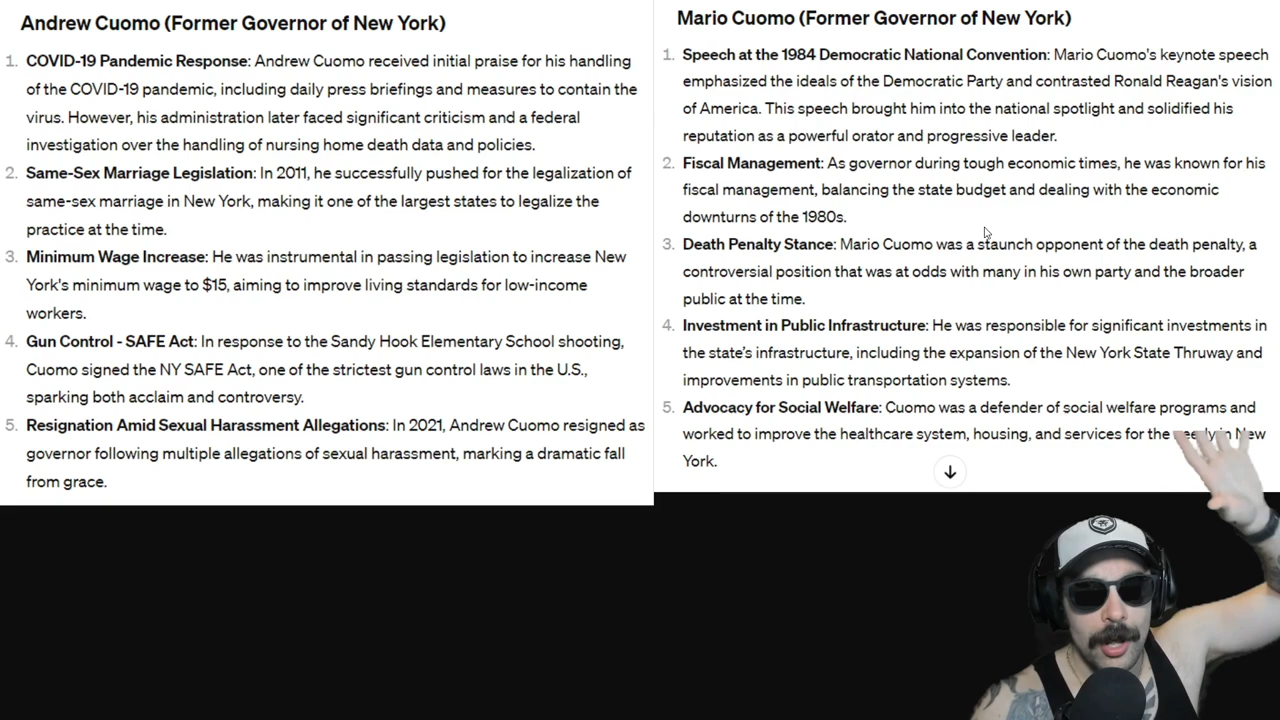 Andrew Cuomo (Former Governor of New York)
1. COVID-19 Pandemic Response: Andrew Cuomo received initial praise for his handling
of the COVID-19 pandemic, including daily press briefings and measures to contain the
virus. However, his administration later faced significant criticism and a federal
investigation over the handling of nursing home death data and policies.
2. Same-Sex Marriage Legislation: In 2011, he successfully pushed for the legalization of
same-sex marriage in New York, making it one of the largest states to legalize the
practice at the time.
3. Minimum Wage Increase: He was instrumental in passing legislation to increase New
York's minimum wage to $15, aiming to improve living standards for low-income
workers.
4. Gun Control - SAFE Act: In response to the Sandy Hook Elementary School shooting,
Cuomo signed the NY SAFE Act, one of the strictest gun control laws in the U.S.,
sparking both acclaim and controversy.
5. Resignation Amid Sexual Harassment Allegations: In 2021, Andrew Cuomo resigned as
governor following multiple allegations of sexual harassment, marking a dramatic fall
from grace.
Mario Cuomo (Former Governor of New York)
1. Speech at the 1984 Democratic National Convention: Mario Cuomo's keynote speech
emphasized the ideals of the Democratic Party and contrasted Ronald Reagan's vision
of America. This speech brought him into the national spotlight and solidified his
reputation as a powerful orator and progressive leader.
2. Fiscal Management: As governor during tough economic times, he was known for his
fiscal management, balancing the state budget and dealing with the economic
downturns of the 1980s.
3. Death Penalty Stance: Mario Cuomo was a staunch opponent of the death penalty, a
controversial position that was at odds with many in his own party and the broader
public at the time.
4. Investment in Public Infrastructure: He was responsible for significant investments in
the state’s infrastructure, including the expansion of the New York State Thruway and
improvements in public transportation systems.
5. Advocacy for Social Welfare: Cuomo was a defender of social welfare programs and
worked to improve the healthcare system, housing, and services for the in New
York.